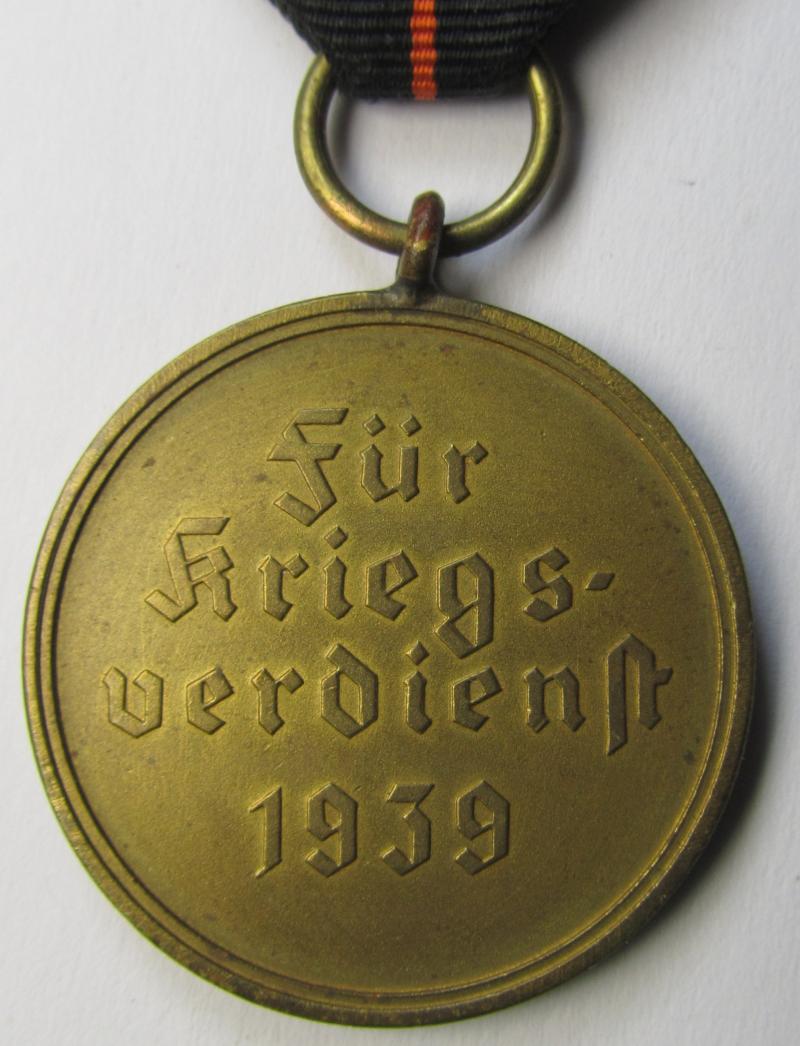 Für
Kriegs-
verdienst
1939